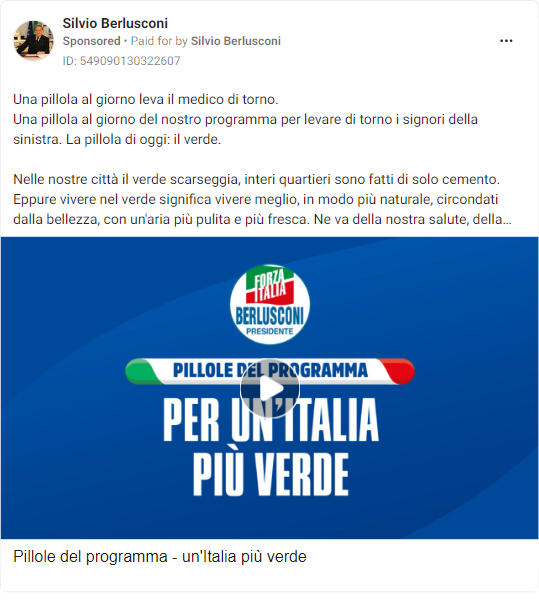 Silvio Berlusconi
Sponsored • Paid for by Silvio Berlusconi
ID: 549090130322607
Una pillola al giorno leva il medico di torno.
Una pillola al giorno del nostro programma per levare di torno i signori della
sinistra. La pillola di oggi: il verde.
Nelle nostre città il verde scarseggia, interi quartieri sono fatti di solo cemento.
Eppure vivere nel verde significa vivere meglio, in modo più naturale, circondati
dalla bellezza, con un'aria più pulita e più fresca. Ne va della nostra salute, della...
FORZA
ITALIA
BERLUSCONI
PRESIDENTE
PILLOLE DEL PROGRAMMA
PER UN'ITALIA
PIÙ VERDE
Pillole del programma - un'Italia più verde